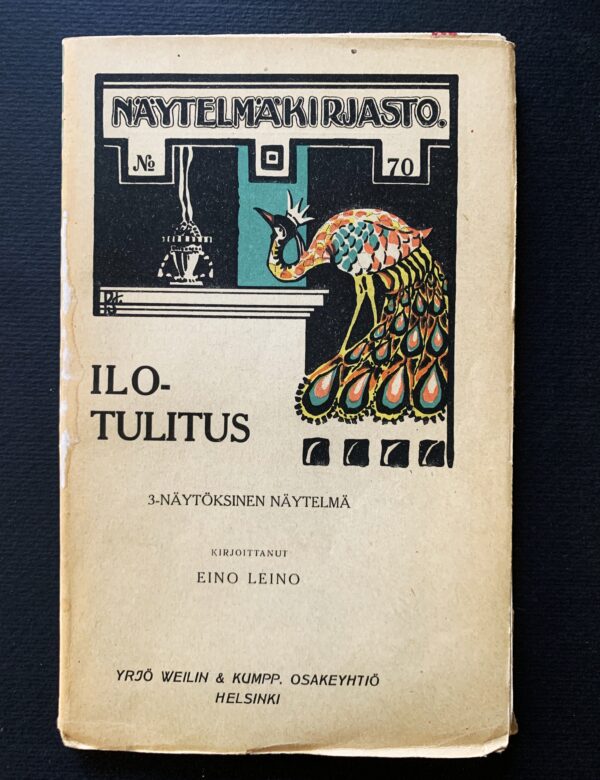 NÄYTELMÄKIRJASTO.
No 70
ILO-
TULITUS
3-NÄYTÖKSINEN NÄYTELMÄ
KIRJOITTANUT
EINO LEINO
YRJÖ WEILIN & KUMPP. OSAKEYHTIÖ
HELSINKI